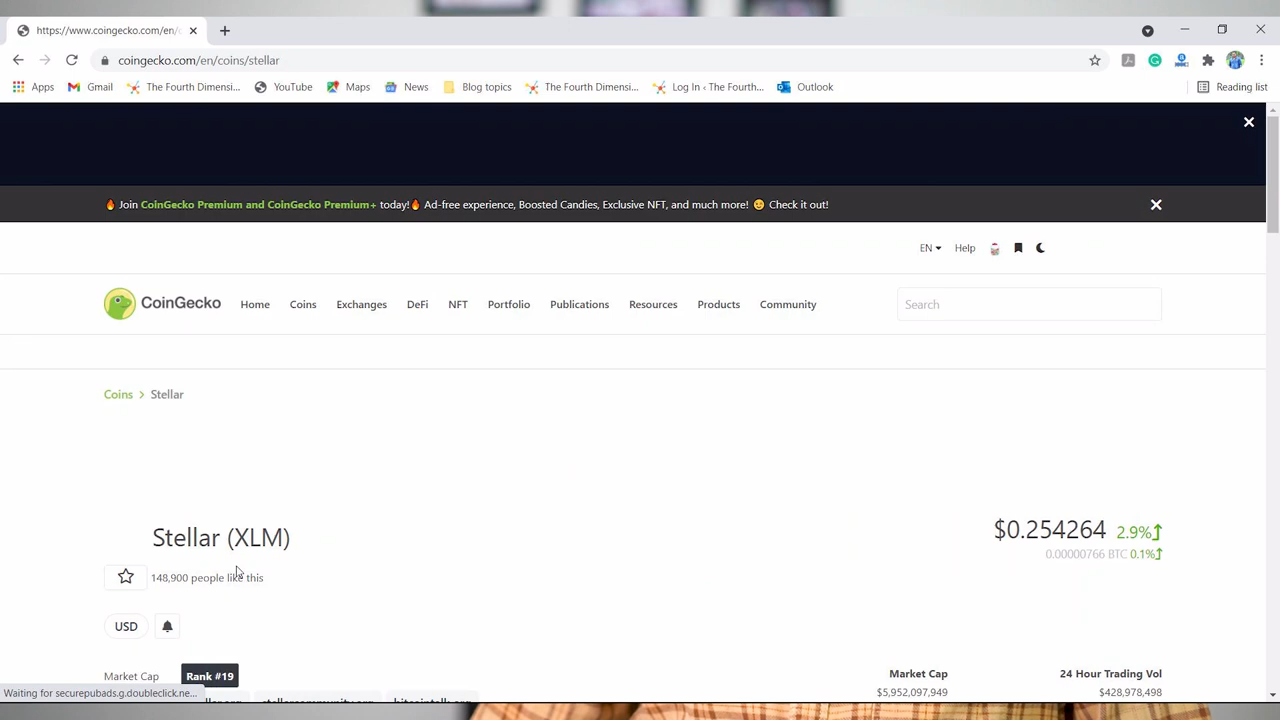 https://www.coingecko.com/en/
coingecko.com/en/coins/stellar
Apps Gmail The Fourth Dimensi... YouTube Maps News Blog topics The Fourth Dimensi... Log In ‹ The Fourth... Outlook Reading list
🔥 Join CoinGecko Premium and CoinGecko Premium+ today!🔥 Ad-free experience, Boosted Candies, Exclusive NFT, and much more! 😉 Check it out!
EN Help
CoinGecko Home Coins Exchanges DeFi NFT Portfolio Publications Resources Products Community Search
Coins > Stellar
Stellar (XLM)
$0.254264 2.9%
0.00000766 BTC 0.1%
148,900 people like this
USD
Market Cap Rank #19
Market Cap 24 Hour Trading Vol
$5,952,097,949 $428,978,498
Waiting for securepubads.g.doubleclick.ne...